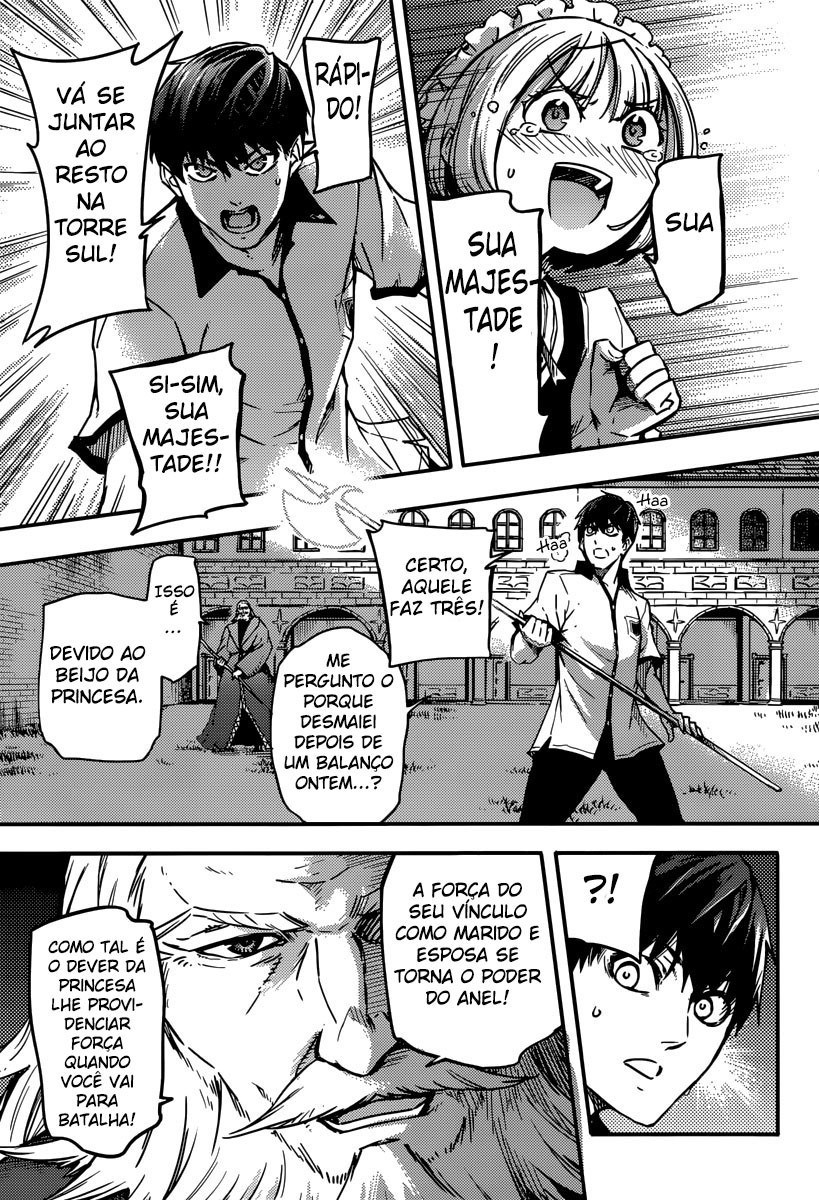 SUA
SUA
MAJES-
TADE
!
RÁPI-
DO!
VÁ SE
JUNTAR
AO
RESTO
NA
TORRE
SUL!
SI-SIM,
SUA
MAJES-
TADE!!
Haa
Haa
CERTO,
AQUELE
FAZ TRÊS!
ME
PERGUNTO O
PORQUE
DESMAIEI
DEPOIS DE
UM BALANÇO
ONTEM...?
ISSO
É
...
DEVIDO AO
BEIJO DA
PRINCESA.
?!
A FORÇA DO
SEU VÍNCULO
COMO MARIDO E
ESPOSA SE
TORNA O PODER
DO ANEL!
COMO TAL É
O DEVER DA
PRINCESA
LHE PROVI-
DENCIAR
FORÇA
QUANDO
VOCÊ VAI
PARA
BATALHA!